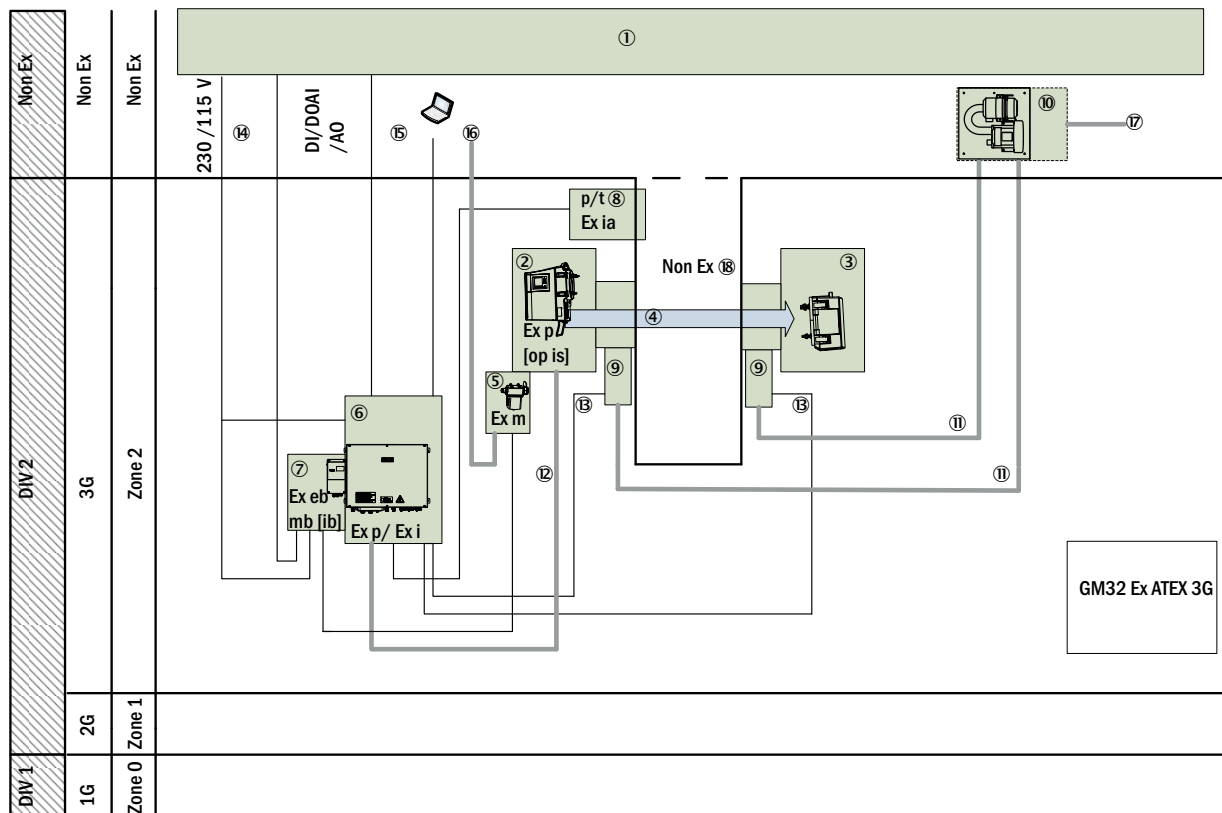 Non Ex
Non Ex
Non Ex
①
230 /115 V
⑭
DI/DOAI
/AO
⑮
⑯
⑩
⑰
DIV 2
3G
Zone 2
p/t ⑧
Ex ia
②
Ex p
[op is]
Non Ex ⑱
③
④
⑤
Ex m
⑨
⑨
⑬
⑬
⑥
⑦
Ex eb
mb [ib]
Ex p/ Ex i
⑫
⑪
⑪
GM32 Ex ATEX 3G
2G
Zone 1
DIV 1
1G
Zone 0